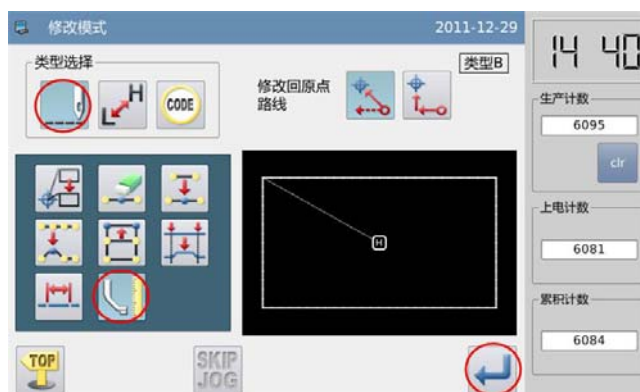 修改模式
2011-12-29
14 40
类型选择
H
L
CODE
类型B
修改回原点
路线
生产计数
6095
clr
上电计数
6081
H
累积计数
6084
TOP
SKIP
JOG